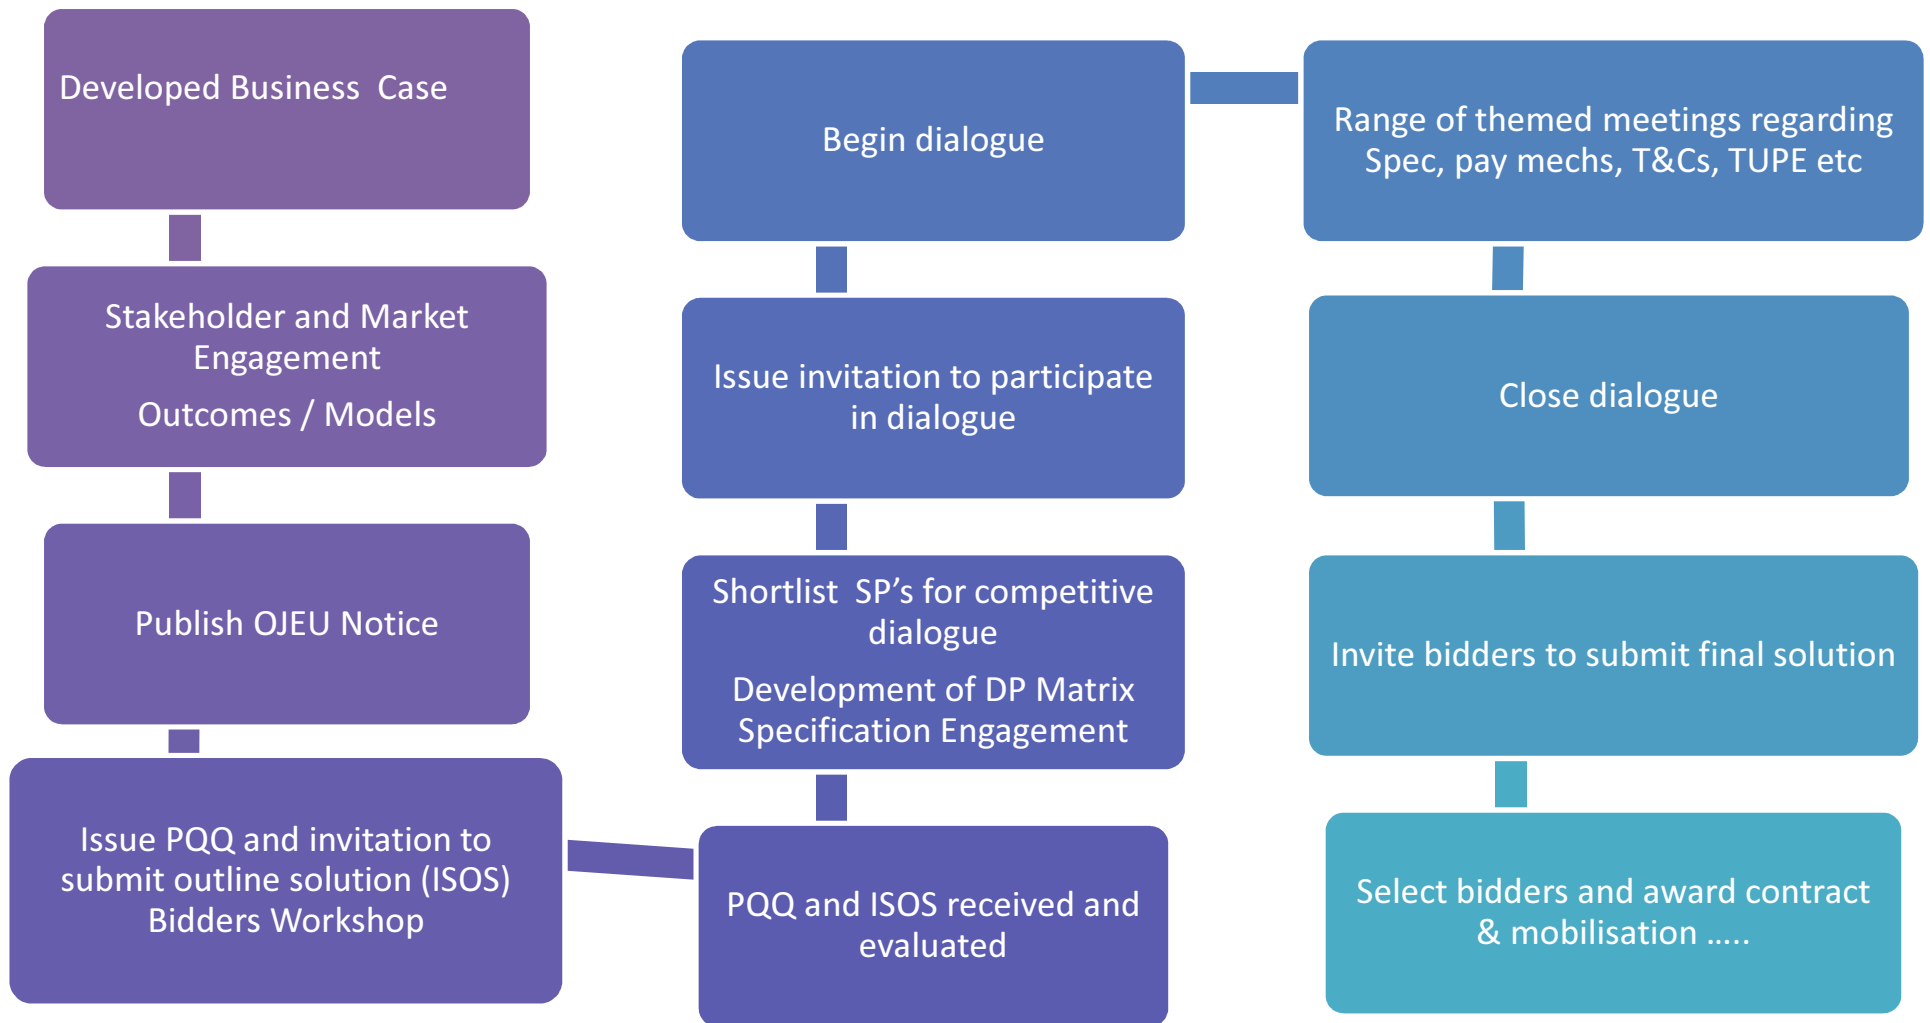 Developed Business Case
Stakeholder and Market
Engagement
Outcomes / Models
Publish OJEU Notice
Issue PQQ and invitation to
submit outline solution (ISOS)
Bidders Workshop
PQQ and ISOS received and
evaluated
Shortlist SP’s for competitive
dialogue
Development of DP Matrix
Specification Engagement
Issue invitation to participate
in dialogue
Begin dialogue
Range of themed meetings regarding
Spec, pay mechs, T&Cs, TUPE etc
Close dialogue
Invite bidders to submit final solution
Select bidders and award contract
& mobilisation …..